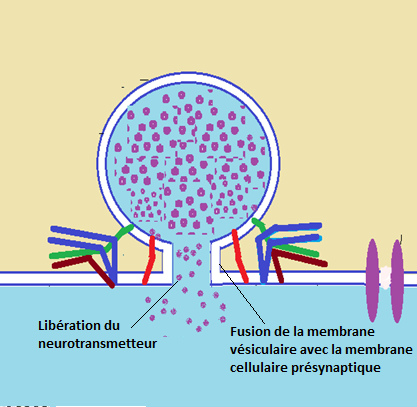 Libération du
neurotransmetteur
Fusion de la membrane
vésiculaire avec la membrane
cellulaire présynaptique